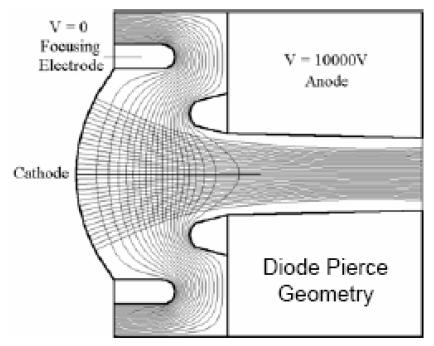 V = 0
Focusing
Electrode
V = 10000V
Anode
Cathode
Diode Pierce
Geometry